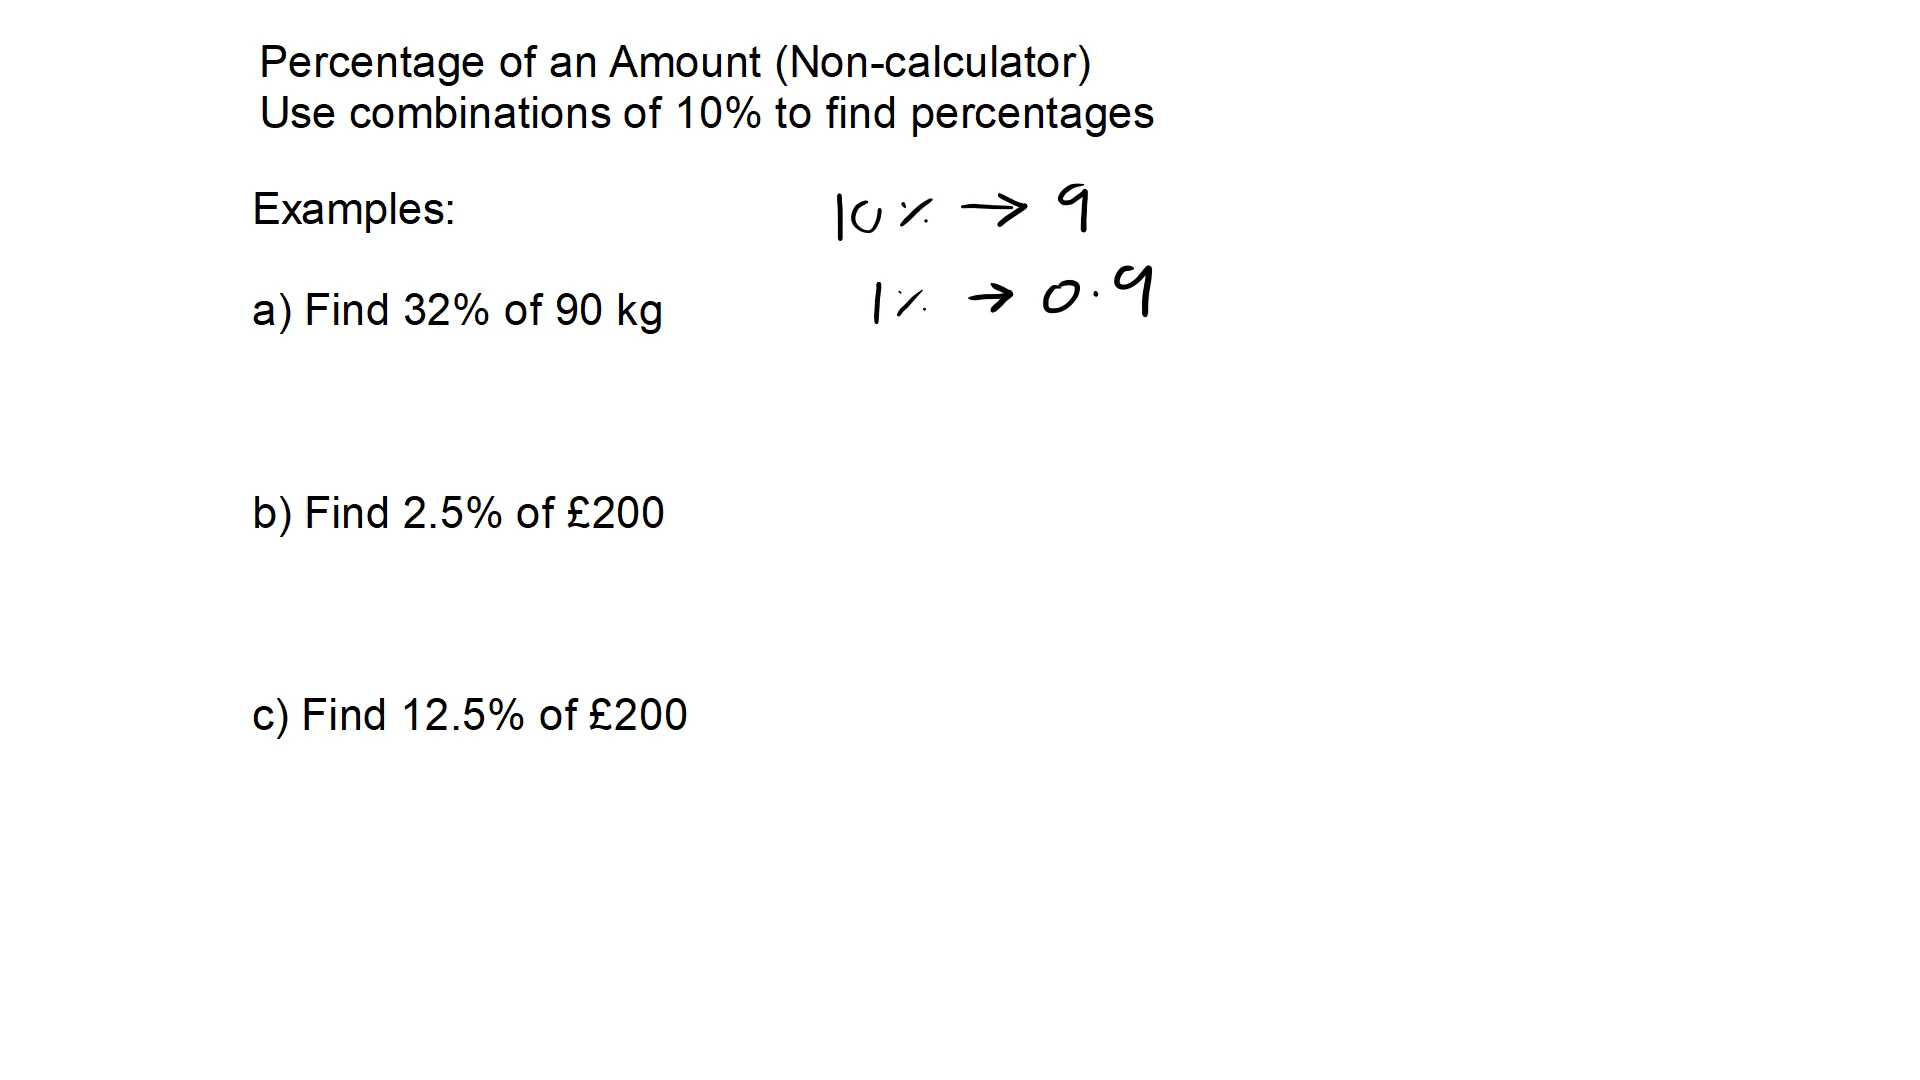 Percentage of an Amount (Non-calculator)
Use combinations of 10% to find percentages
Examples:
10% → 9
1% → 0.9
a) Find 32% of 90 kg
b) Find 2.5% of £200
c) Find 12.5% of £200